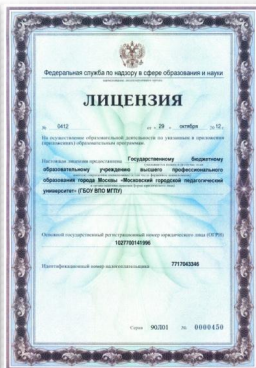 Федеральная служба по надзору в сфере образования и науки
ЛИЦЕНЗИЯ
№ 0412 от « 29 » октября 20 12 г.
На осуществление образовательной деятельности по указанным в приложении
(приложениях) образовательным программам
Настоящая лицензия предоставлена Государственному бюджетному
образовательному учреждению высшего профессионального
образования города Москвы «Московский городской педагогический
университет» (ГБОУ ВПО МГПУ)
Основной государственный регистрационный номер юридического лица (ОГРН)
1027700141996
Идентификационный номер налогоплательщика 7717043346
Серия 90Л01 № 0000450